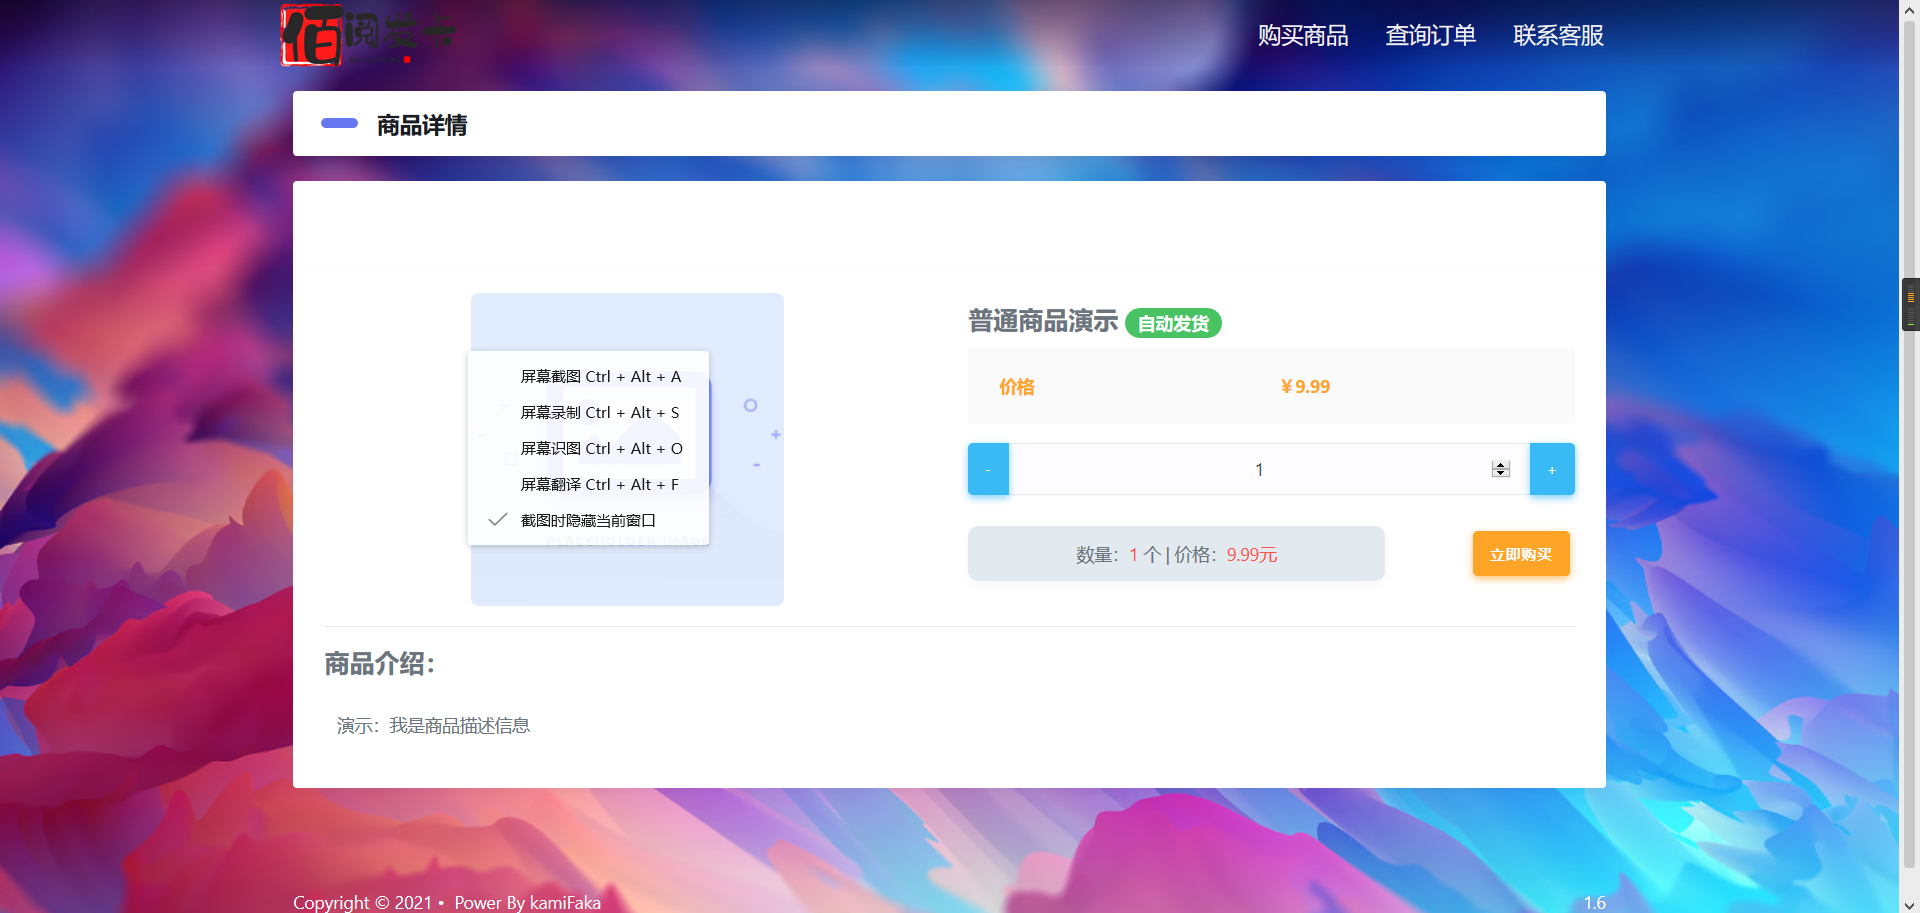 佰阅发卡
购买商品 查询订单 联系客服
商品详情
屏幕截图 Ctrl + Alt + A
屏幕录制 Ctrl + Alt + S
屏幕识图 Ctrl + Alt + O
屏幕翻译 Ctrl + Alt + F
截图时隐藏当前窗口
PLACEHOLDER IMAGE
普通商品演示 自动发货
价格 ¥9.99
- 1 +
数量：1 个 | 价格：9.99元
立即购买
商品介绍：
演示：我是商品描述信息
Copyright © 2021 • Power By kamiFaka
1.6